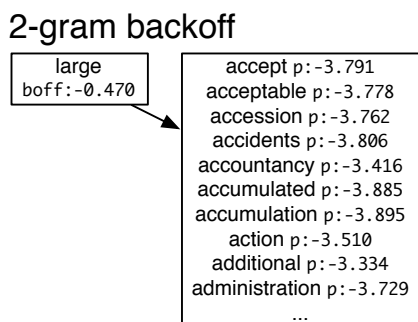 2-gram backoff
large
boff:-0.470
accept p:-3.791
acceptable p:-3.778
accession p:-3.762
accidents p:-3.806
accountancy p:-3.416
accumulated p:-3.885
accumulation p:-3.895
action p:-3.510
additional p:-3.334
administration p:-3.729
...